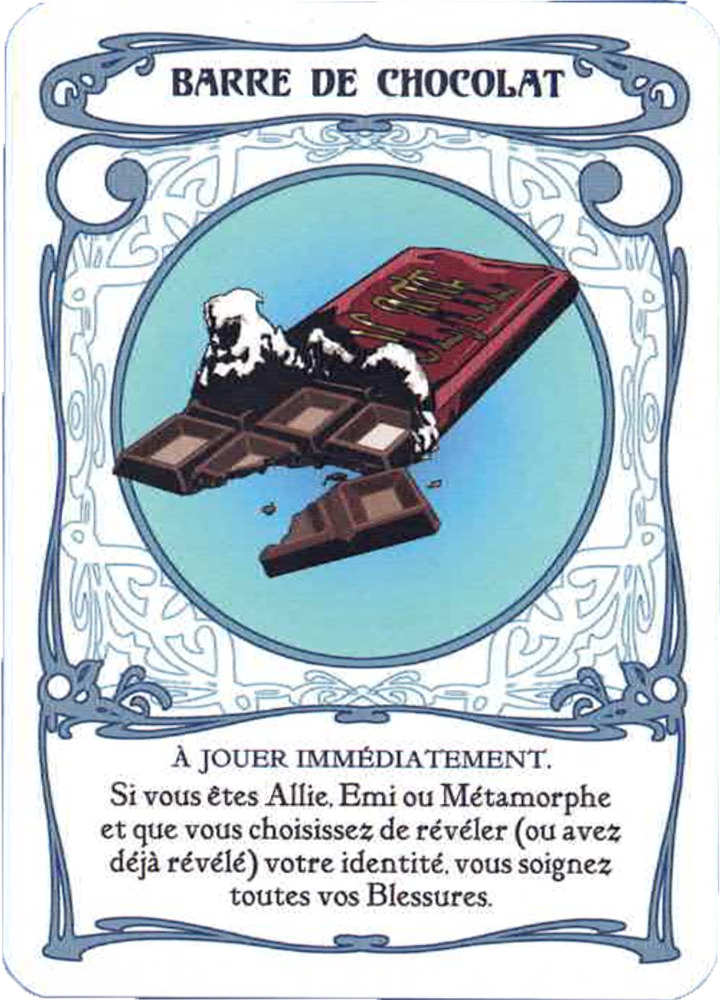 BARRE DE CHOCOLAT
À JOUER IMMÉDIATEMENT.
Si vous êtes Allie, Emi ou Métamorphe
et que vous choisissez de révéler (ou avez
déjà révélé) votre identité, vous soignez
toutes vos Blessures.